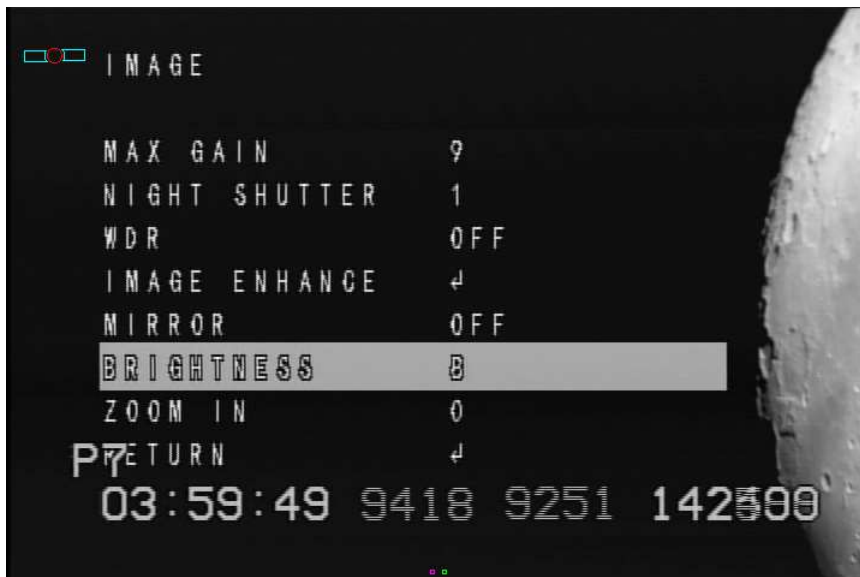 IMAGE
MAX GAIN 9
NIGHT SHUTTER 1
WDR OFF
IMAGE ENHANCE ↲
MIRROR OFF
BRIGHTNESS 8
ZOOM IN 0
RETURN ↲
P7
03:59:49 9418 9251